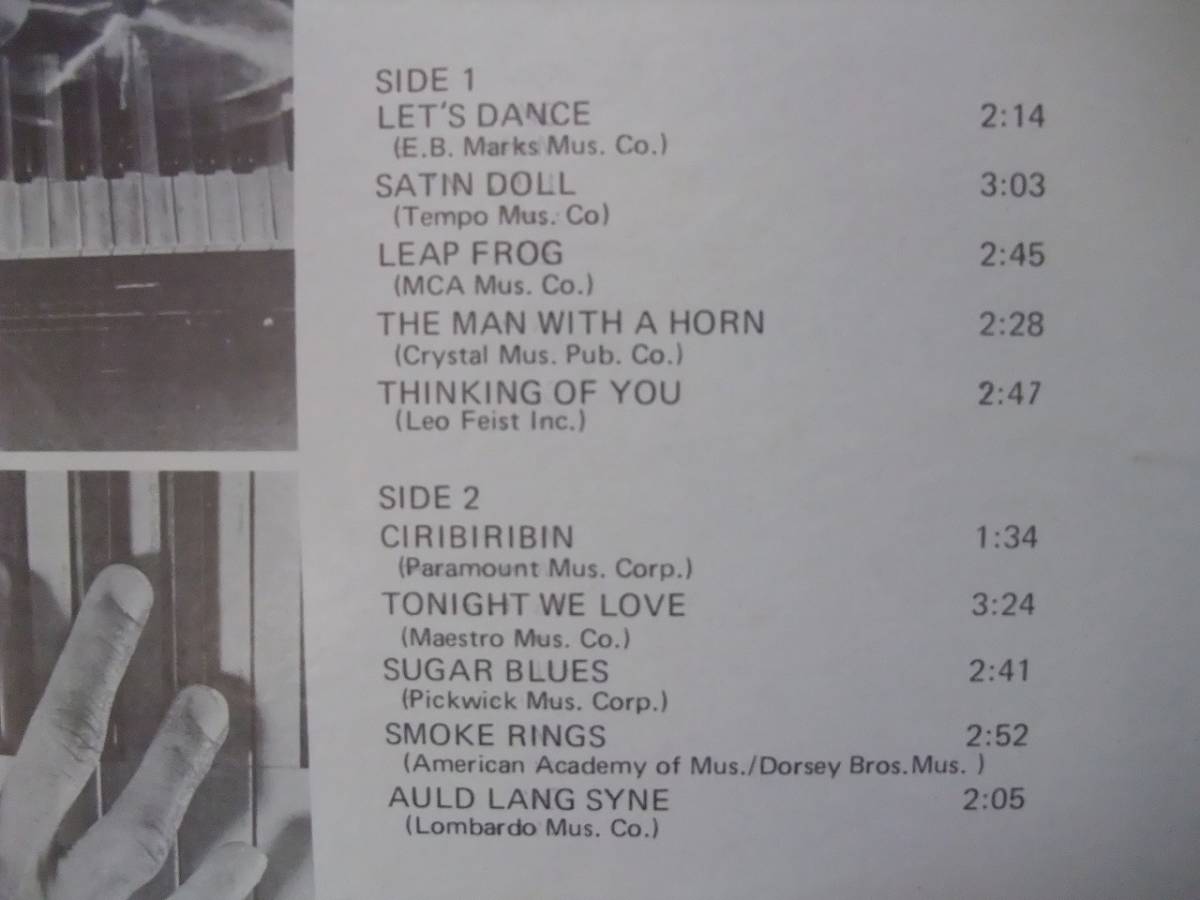 SIDE 1
LET'S DANCE 2:14
(E.B. Marks Mus. Co.)
SATIN DOLL 3:03
(Tempo Mus. Co)
LEAP FROG 2:45
(MCA Mus. Co.)
THE MAN WITH A HORN 2:28
(Crystal Mus. Pub. Co.)
THINKING OF YOU 2:47
(Leo Feist Inc.)
SIDE 2
CIRIBIRIBIN 1:34
(Paramount Mus. Corp.)
TONIGHT WE LOVE 3:24
(Maestro Mus. Co.)
SUGAR BLUES 2:41
(Pickwick Mus. Corp.)
SMOKE RINGS 2:52
(American Academy of Mus./Dorsey Bros.Mus. )
AULD LANG SYNE 2:05
(Lombardo Mus. Co.)